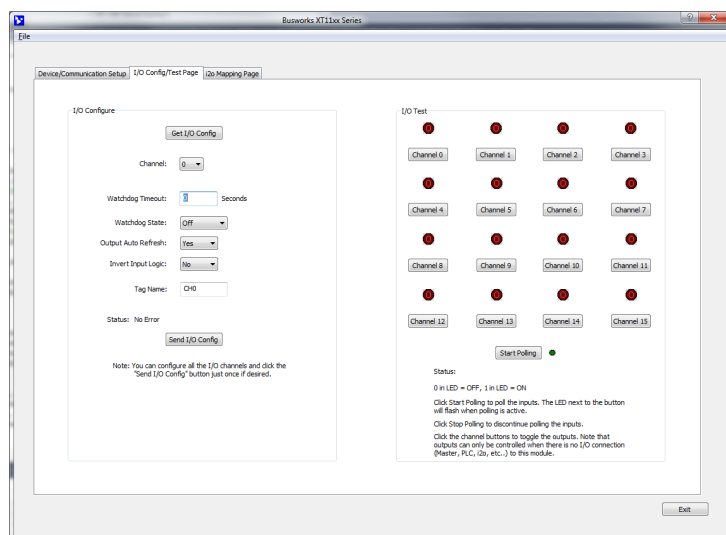 Busworks XT11xx Series
File
Device/Communication Setup
I/O Config/Test Page
i2o Mapping Page
I/O Configure
Get I/O Config
Channel: 0
Watchdog Timeout: 0 Seconds
Watchdog State: Off
Output Auto Refresh: Yes
Invert Input Logic: No
Tag Name: CH0
Status: No Error
Send I/O Config
Note: You can configure all the I/O channels and click the
"Send I/O Config" button just once if desired.
I/O Test
0 0 0 0
Channel 0 Channel 1 Channel 2 Channel 3
0 0 0 0
Channel 4 Channel 5 Channel 6 Channel 7
0 0 0 0
Channel 8 Channel 9 Channel 10 Channel 11
0 0 0 0
Channel 12 Channel 13 Channel 14 Channel 15
Start Polling
Status:
0 in LED = OFF, 1 in LED = ON
Click Start Polling to poll the inputs. The LED next to the button
will flash when polling is active.
Click Stop Polling to discontinue polling the inputs.
Click the channel buttons to toggle the outputs. Note that
outputs can only be controlled when there is no I/O connection
(Master, PLC, i2o, etc..) to this module.
Exit